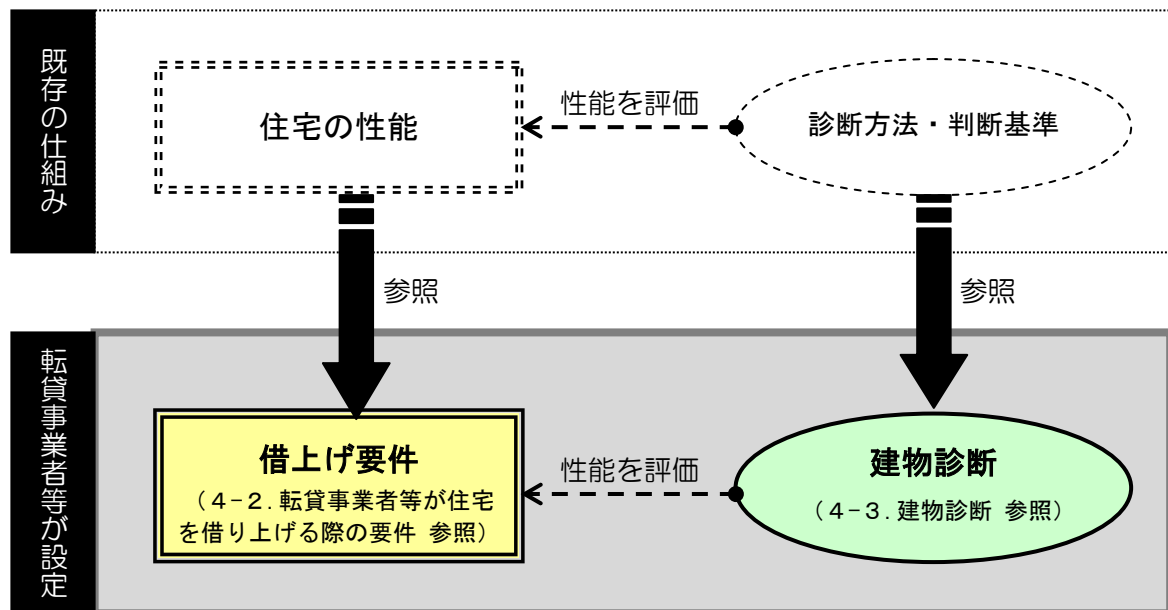 既存の仕組み
住宅の性能
性能を評価
診断方法・判断基準
参照
参照
転貸事業者等が設定
借上げ要件
（４－２．転貸事業者等が住宅
を借り上げる際の要件 参照）
性能を評価
建物診断
（４－３．建物診断 参照）